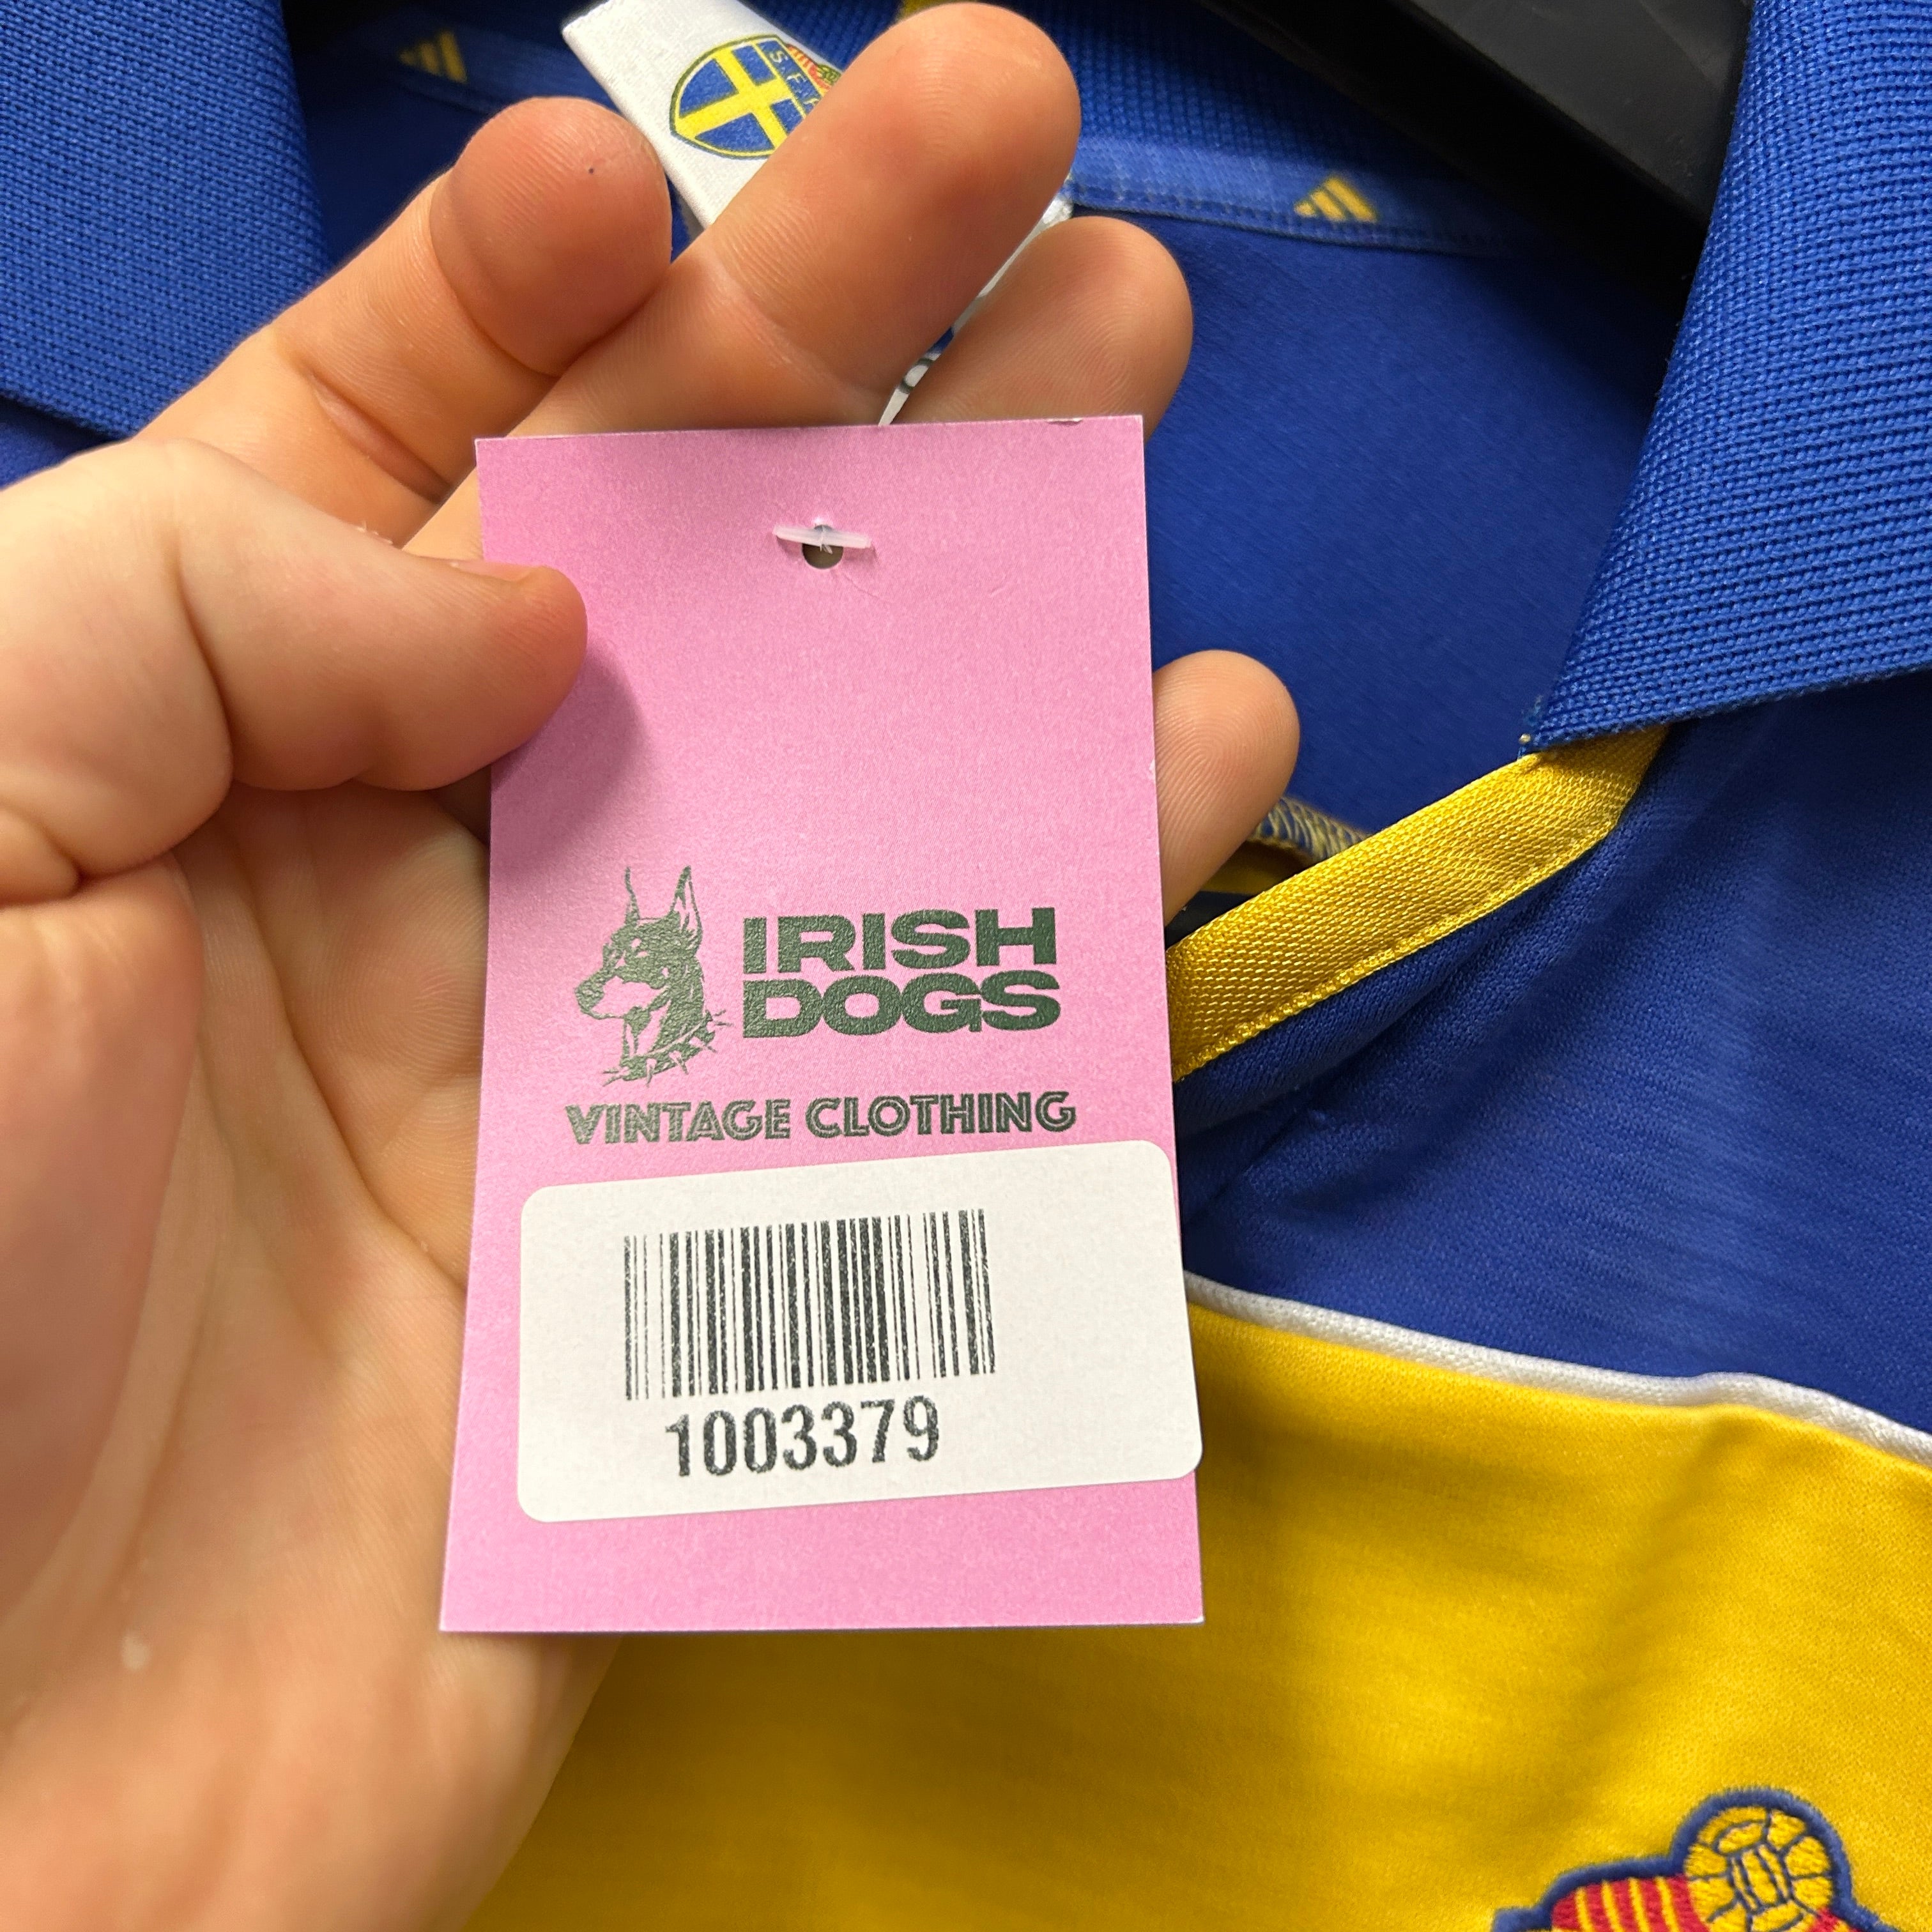 S.F.
IRISH
DOGS
VINTAGE CLOTHING
1003379